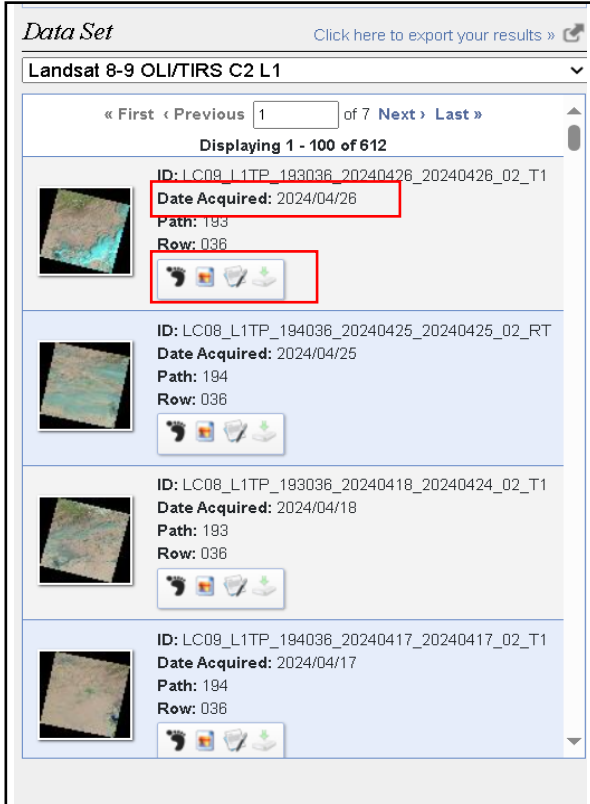 Data Set
Click here to export your results »
Landsat 8-9 OLI/TIRS C2 L1
« First ‹ Previous 1 of 7 Next › Last »
Displaying 1 - 100 of 612
ID: LC09_L1TP_193036_20240426_20240426_02_T1
Date Acquired: 2024/04/26
Path: 193
Row: 036
ID: LC08_L1TP_194036_20240425_20240425_02_RT
Date Acquired: 2024/04/25
Path: 194
Row: 036
ID: LC08_L1TP_193036_20240418_20240424_02_T1
Date Acquired: 2024/04/18
Path: 193
Row: 036
ID: LC09_L1TP_194036_20240417_20240417_02_T1
Date Acquired: 2024/04/17
Path: 194
Row: 036